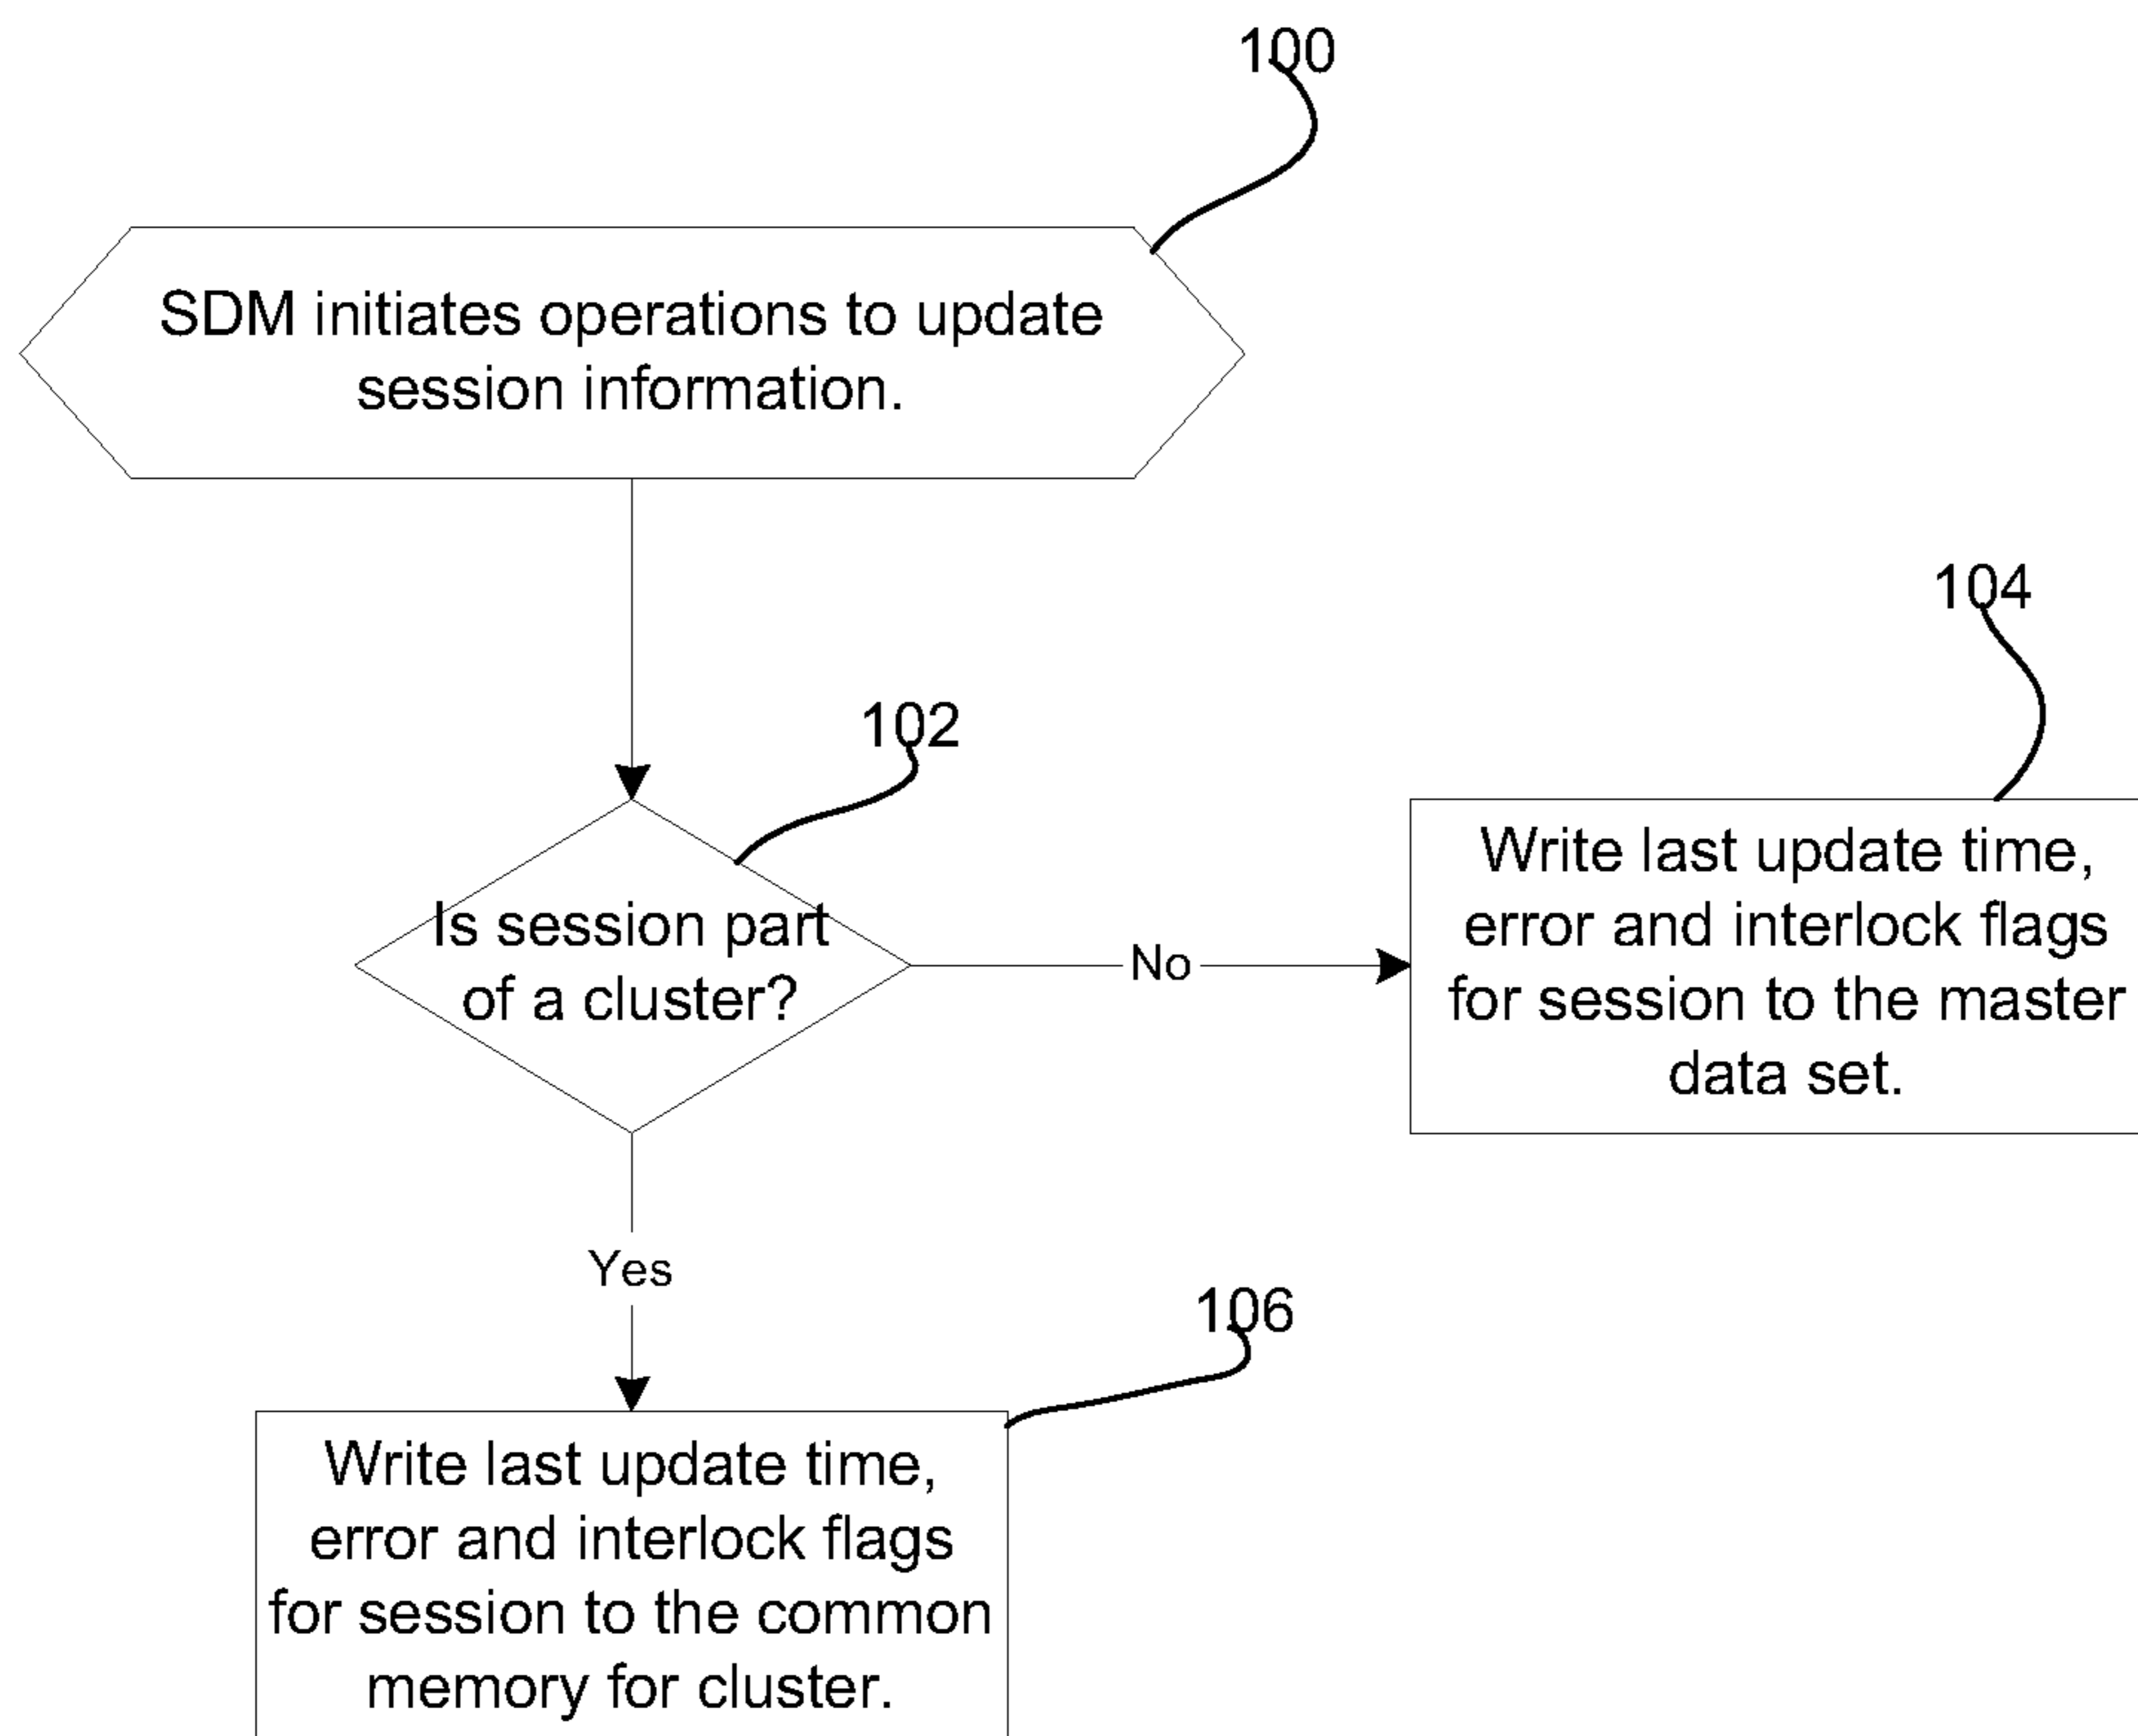 100
SDM initiates operations to update
session information.
104
102
Write last update time,
error and interlock flags
for session to the master
data set.
Is session part
of a cluster?
No
Yes
106
Write last update time,
error and interlock flags
for session to the common
memory for cluster.